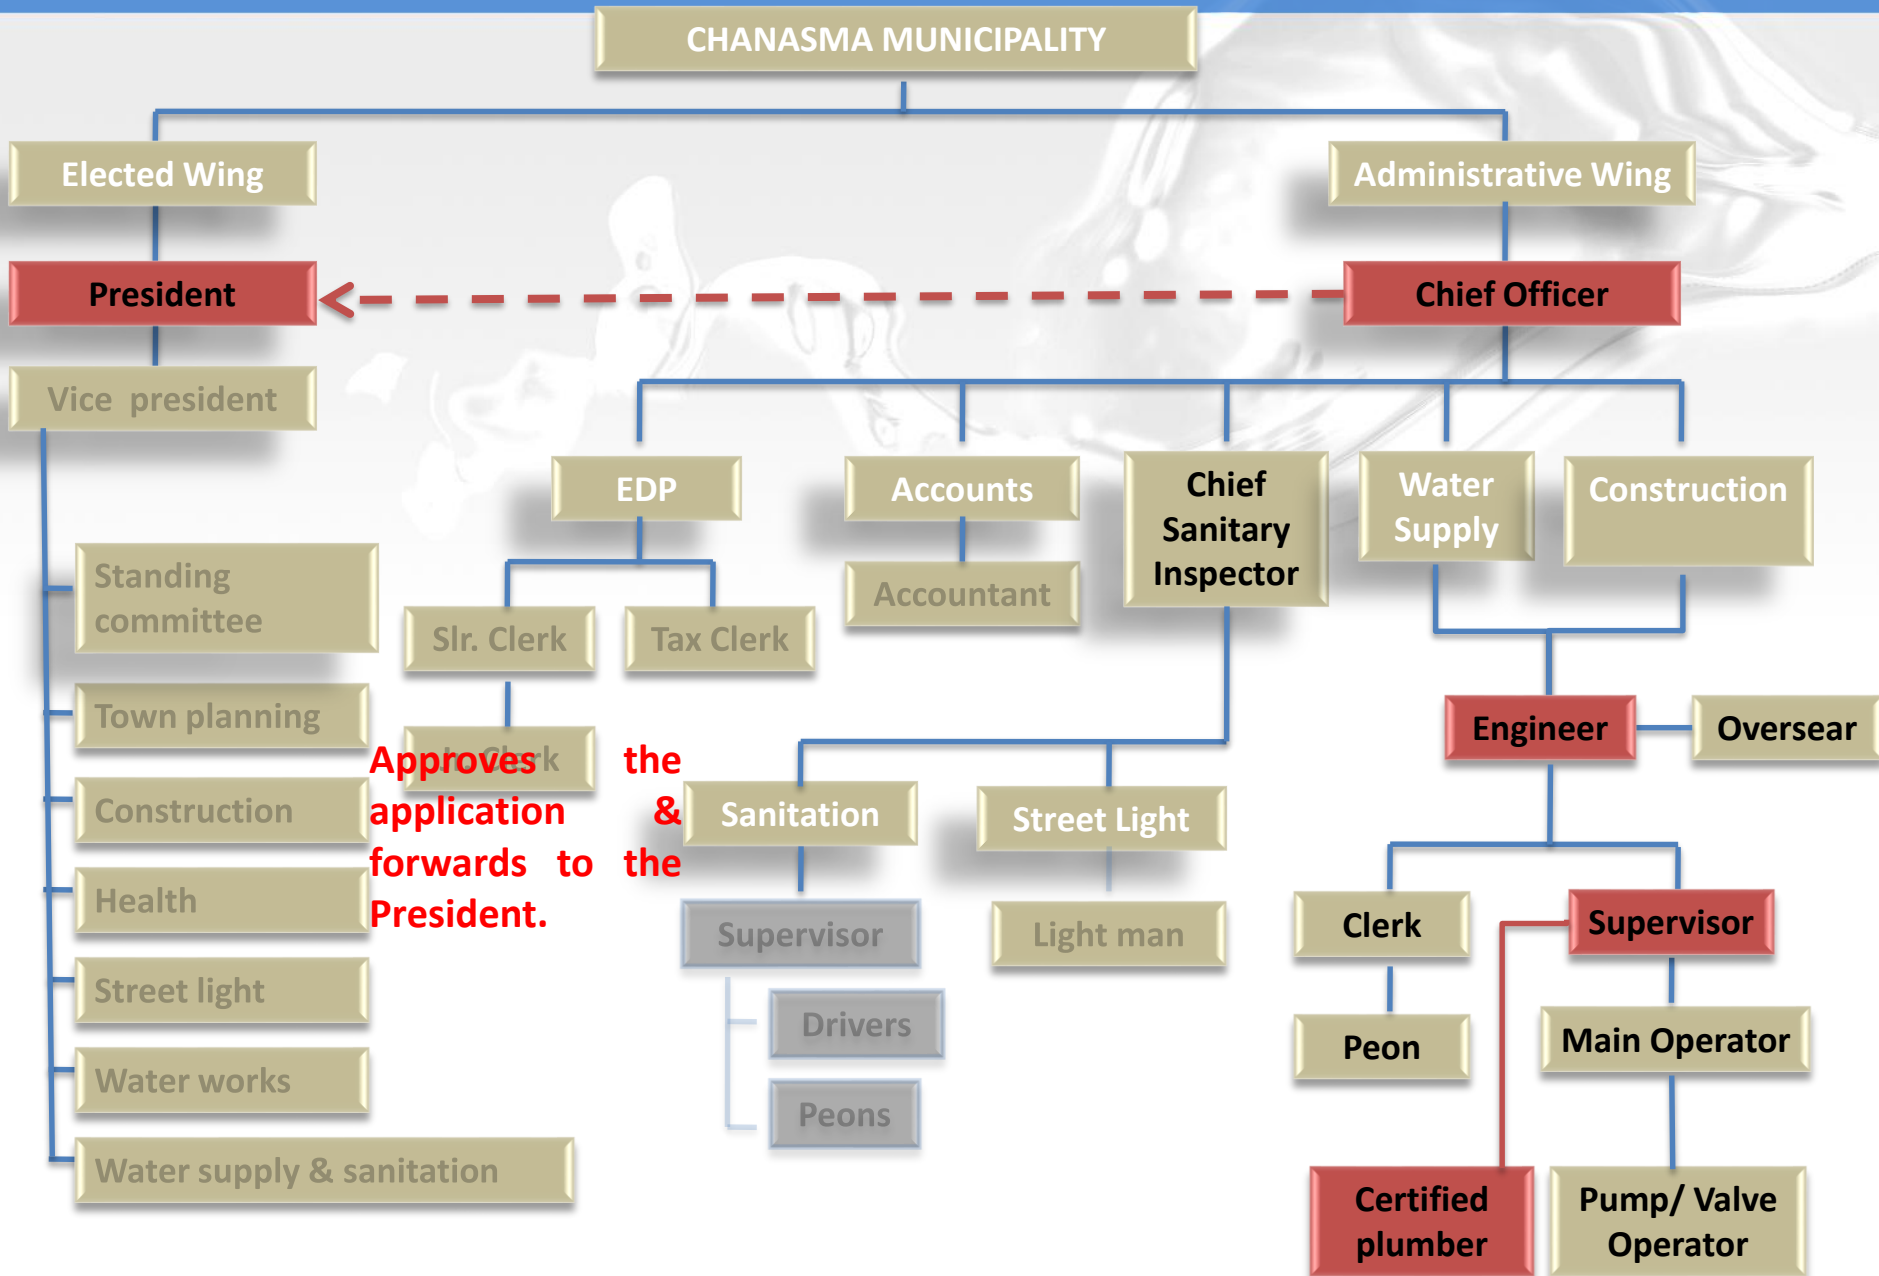 CHANASMA MUNICIPALITY
Elected Wing
Administrative Wing
President
Chief Officer
Vice president
EDP
Accounts
Chief
Sanitary
Inspector
Water
Supply
Construction
Standing
committee
Slr. Clerk
Tax Clerk
Accountant
Town planning
Jr. Clerk
Engineer
Oversear
Approves the
application &
forwards to the
President.
Construction
Sanitation
Street Light
Health
Supervisor
Light man
Clerk
Supervisor
Street light
Drivers
Peon
Main Operator
Water works
Peons
Water supply & sanitation
Certified
plumber
Pump/ Valve
Operator